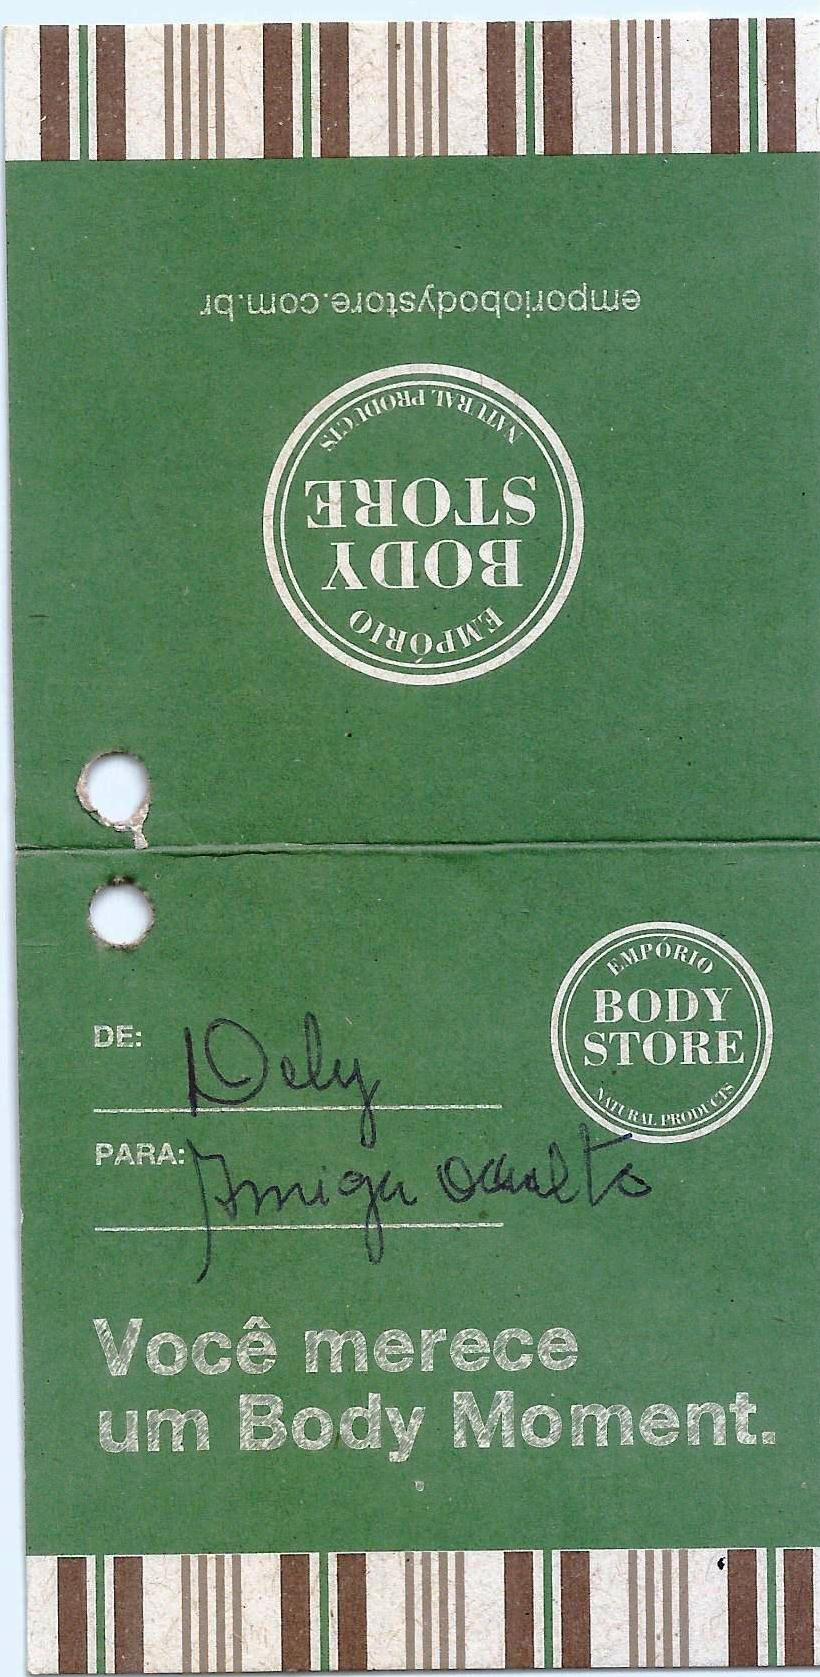 emporiobodystore.com.br
EMPÓRIO
BODY
STORE
NATURAL PRODUCTS
EMPÓRIO
BODY
STORE
NATURAL PRODUCTS
DE: Dely
PARA: Amiga oculto
Você merece
um Body Moment.